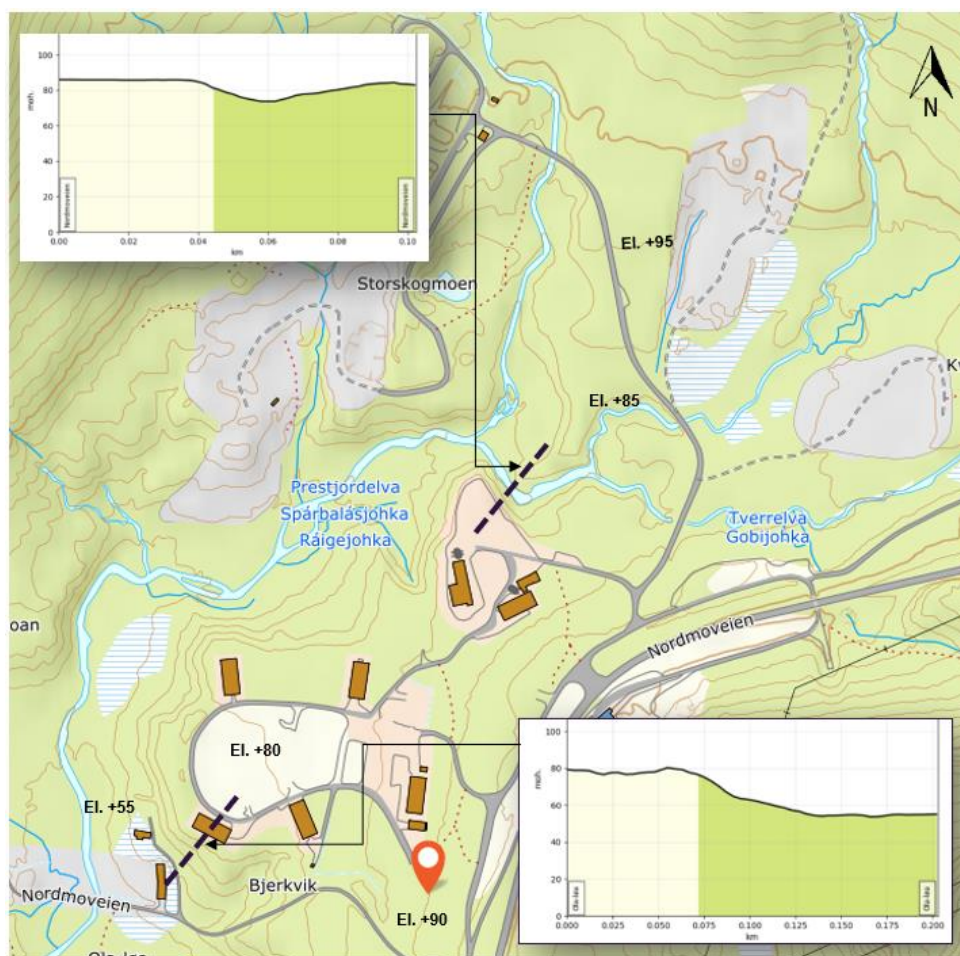 100
80
60
40
20
0
moh.
Nordmoveien
Nordmoveien
0.00
0.02
0.04
0.06
0.08
0.10
km
N
El. +95
Storskogmoen
El. +85
Prestjordelva
Spárbalásjohka
Ráigejohka
Tverrelva
Gobijohka
oan
Nordmoveien
El. +80
El. +55
Bjerkvik
Nordmoveien
El. +90
100
80
60
40
20
0
moh.
0.000
0.025
0.050
0.075
0.100
0.125
0.150
0.175
0.200
km